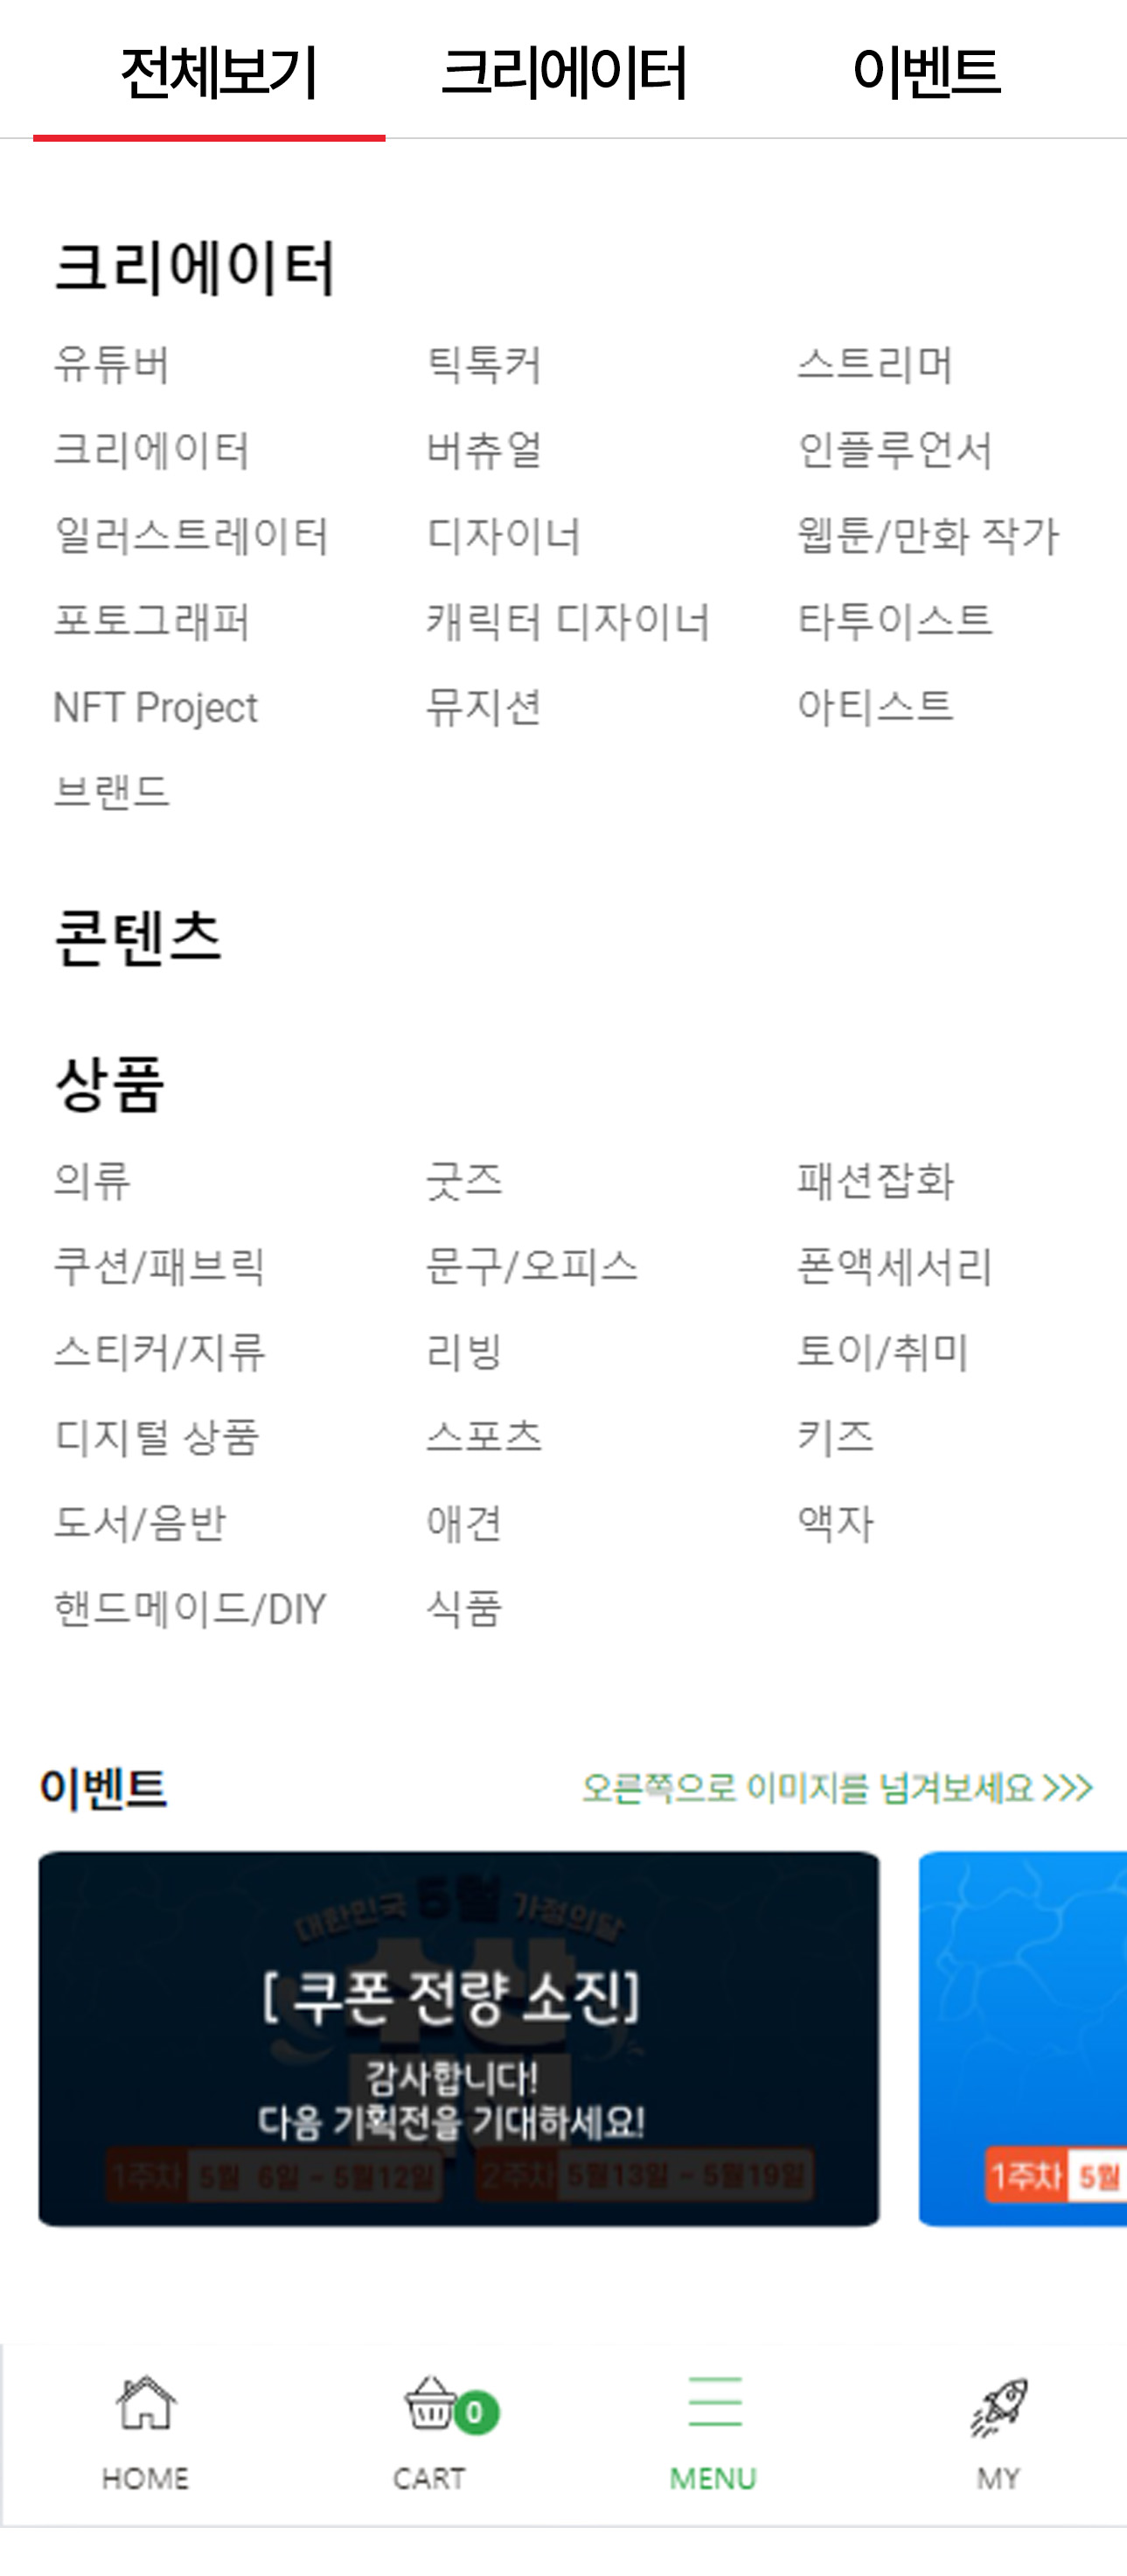 전체보기 크리에이터 이벤트
크리에이터
유튜버 틱톡커 스트리머
크리에이터 버츄얼 인플루언서
일러스트레이터 디자이너 웹툰/만화 작가
포토그래퍼 캐릭터 디자이너 타투이스트
NFT Project 뮤지션 아티스트
브랜드
콘텐츠
상품
의류 굿즈 패션잡화
쿠션/패브릭 문구/오피스 폰액세서리
스티커/지류 리빙 토이/취미
디지털 상품 스포츠 키즈
도서/음반 애견 액자
핸드메이드/DIY 식품
이벤트 오른쪽으로 이미지를 넘겨보세요 >>>
대한민국 5월 가정의달
[ 쿠폰 전량 소진]
감사합니다!
다음 기획전을 기대하세요!
1주차 5월 6일 ~ 5월12일 2주차 5월13일 ~ 5월19일 1주차 5월
0
HOME CART MENU MY